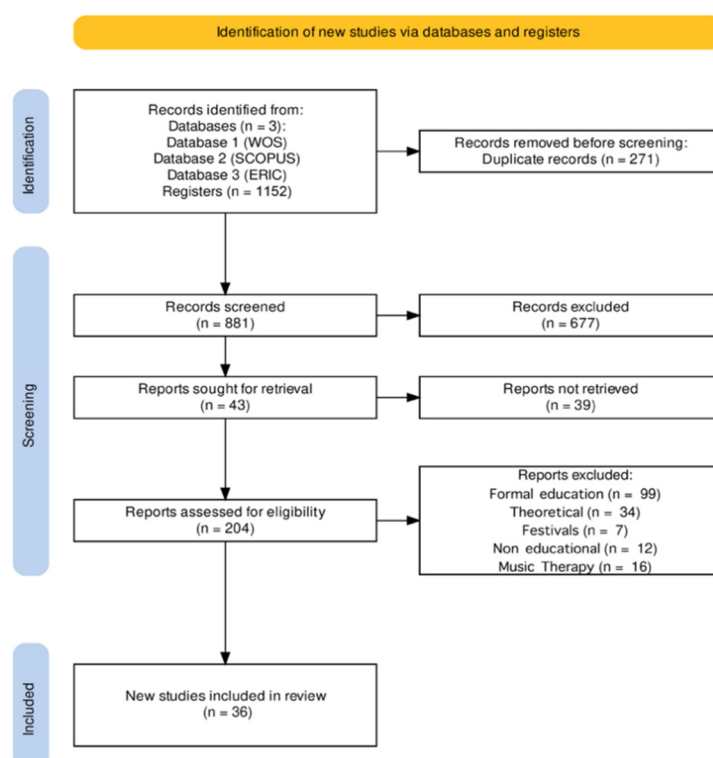 Identification of new studies via databases and registers
Identification
Records identified from:
Databases (n = 3):
Database 1 (WOS)
Database 2 (SCOPUS)
Database 3 (ERIC)
Registers (n = 1152)
Records removed before screening:
Duplicate records (n = 271)
Screening
Records screened
(n = 881)
Records excluded
(n = 677)
Reports sought for retrieval
(n = 43)
Reports not retrieved
(n = 39)
Reports assessed for eligibility
(n = 204)
Reports excluded:
Formal education (n = 99)
Theoretical (n = 34)
Festivals (n = 7)
Non educational (n = 12)
Music Therapy (n = 16)
Included
New studies included in review
(n = 36)